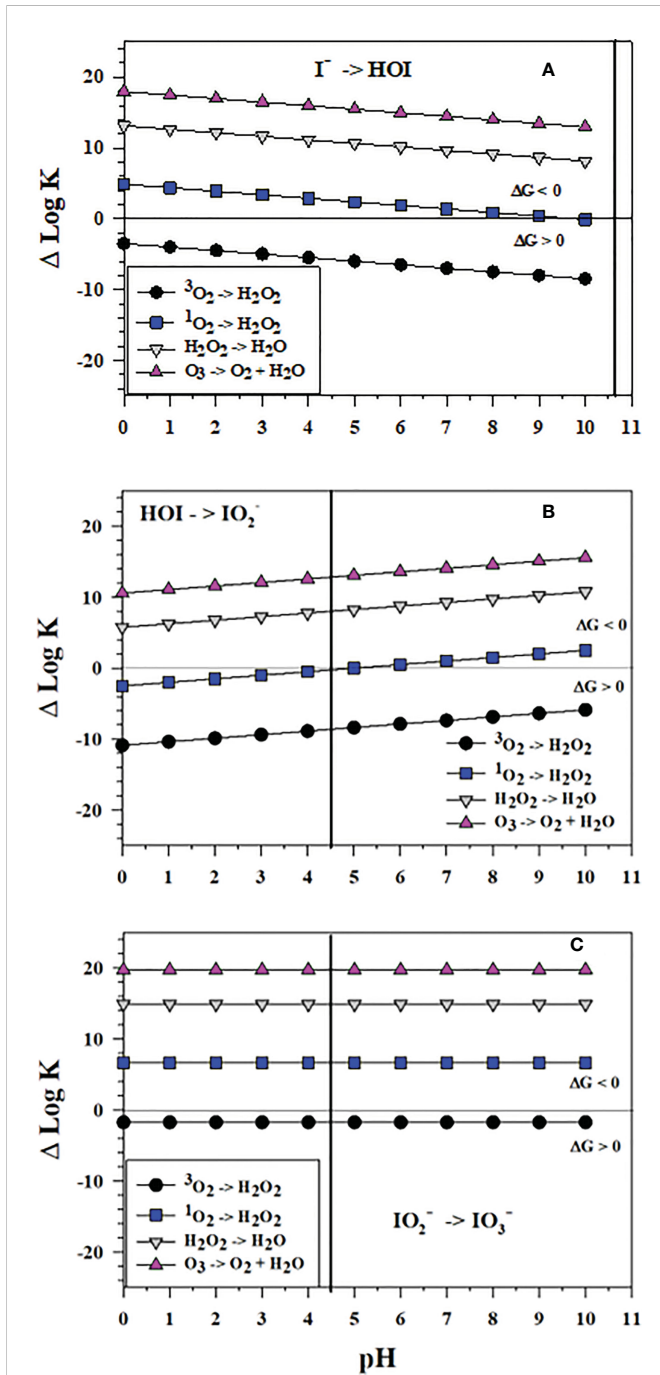 I⁻ -> HOI
A
20
10
0
-10
-20
Δ Log K
ΔG < 0
ΔG > 0
³O₂ -> H₂O₂
¹O₂ -> H₂O₂
H₂O₂ -> H₂O
O₃ -> O₂ + H₂O
0 1 2 3 4 5 6 7 8 9 10 11
HOI - > IO₂⁻
B
20
10
0
-10
-20
Δ Log K
ΔG < 0
ΔG > 0
³O₂ -> H₂O₂
¹O₂ -> H₂O₂
H₂O₂ -> H₂O
O₃ -> O₂ + H₂O
0 1 2 3 4 5 6 7 8 9 10 11
C
20
10
0
-10
-20
Δ Log K
ΔG < 0
ΔG > 0
³O₂ -> H₂O₂
¹O₂ -> H₂O₂
H₂O₂ -> H₂O
O₃ -> O₂ + H₂O
IO₂⁻ -> IO₃⁻
0 1 2 3 4 5 6 7 8 9 10 11
pH